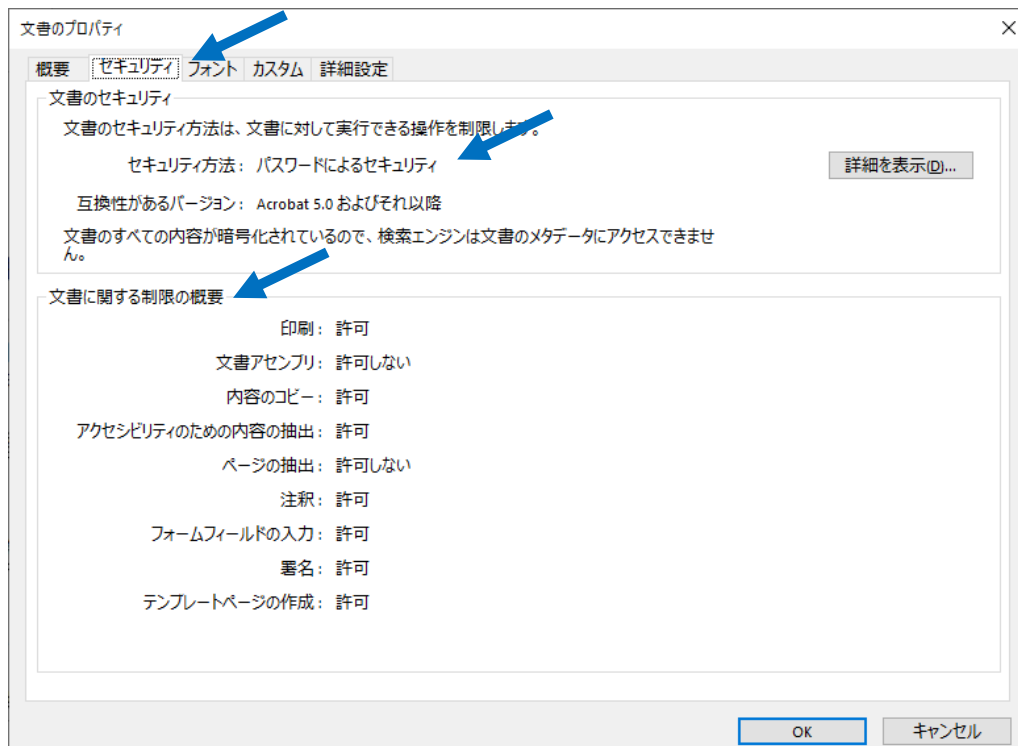 文書のプロパティ
概要 セキュリティ フォント カスタム 詳細設定
文書のセキュリティ
文書のセキュリティ方法は、文書に対して実行できる操作を制限します。
セキュリティ方法: パスワードによるセキュリティ 詳細を表示(D)...
互換性があるバージョン: Acrobat 5.0 およびそれ以降
文書のすべての内容が暗号化されているので、検索エンジンは文書のメタデータにアクセスできませ
ん。
文書に関する制限の概要
印刷: 許可
文書アセンブリ: 許可しない
内容のコピー: 許可
アクセシビリティのための内容の抽出: 許可
ページの抽出: 許可しない
注釈: 許可
フォームフィールドの入力: 許可
署名: 許可
テンプレートページの作成: 許可
OK キャンセル